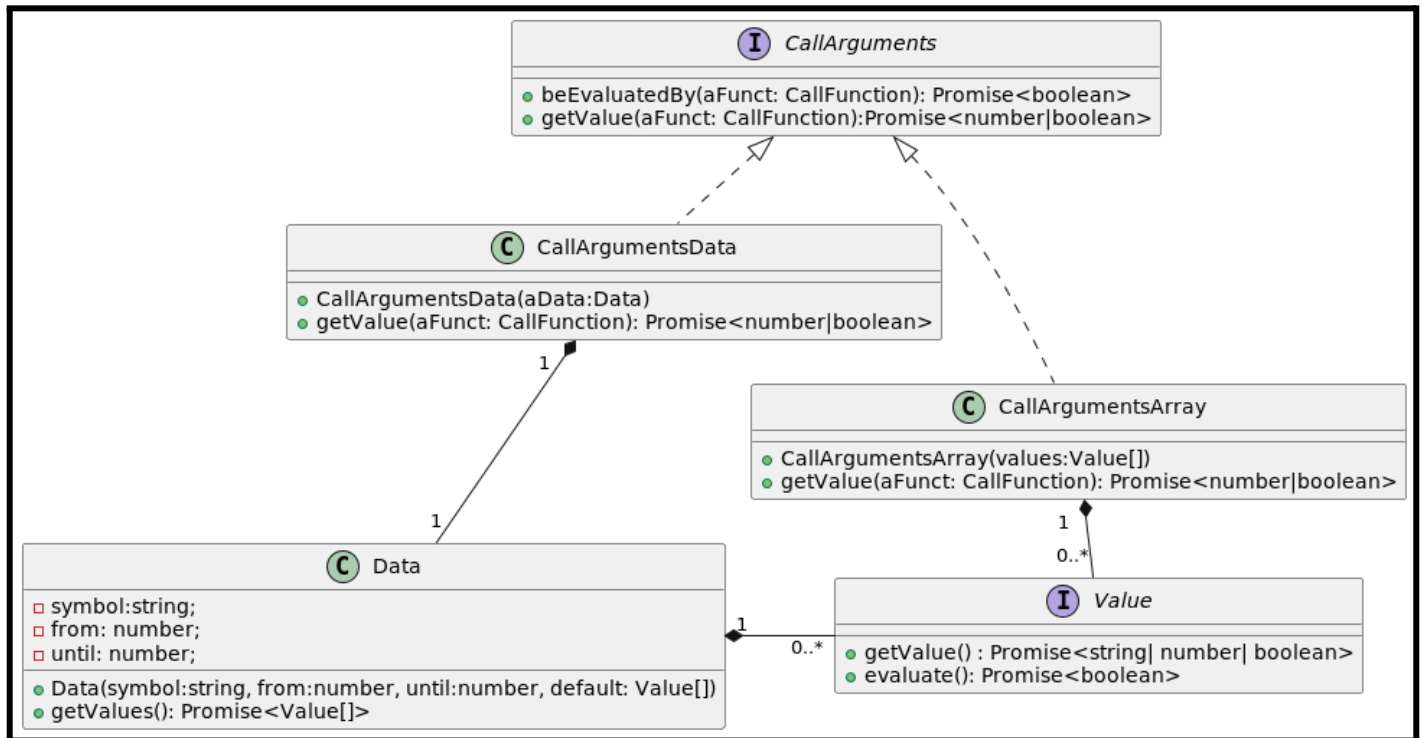 I CallArguments
beEvaluatedBy(aFunct: CallFunction): Promise<boolean>
getValue(aFunct: CallFunction):Promise<number|boolean>
C CallArgumentsData
CallArgumentsData(aData:Data)
getValue(aFunct: CallFunction): Promise<number|boolean>
1
C CallArgumentsArray
CallArgumentsArray(values:Value[])
getValue(aFunct: CallFunction): Promise<number|boolean>
1
1
0..*
C Data
symbol:string;
from: number;
until: number;
Data(symbol:string, from:number, until:number, default: Value[])
getValues(): Promise<Value[]>
1
0..*
I Value
getValue() : Promise<string| number| boolean>
evaluate(): Promise<boolean>